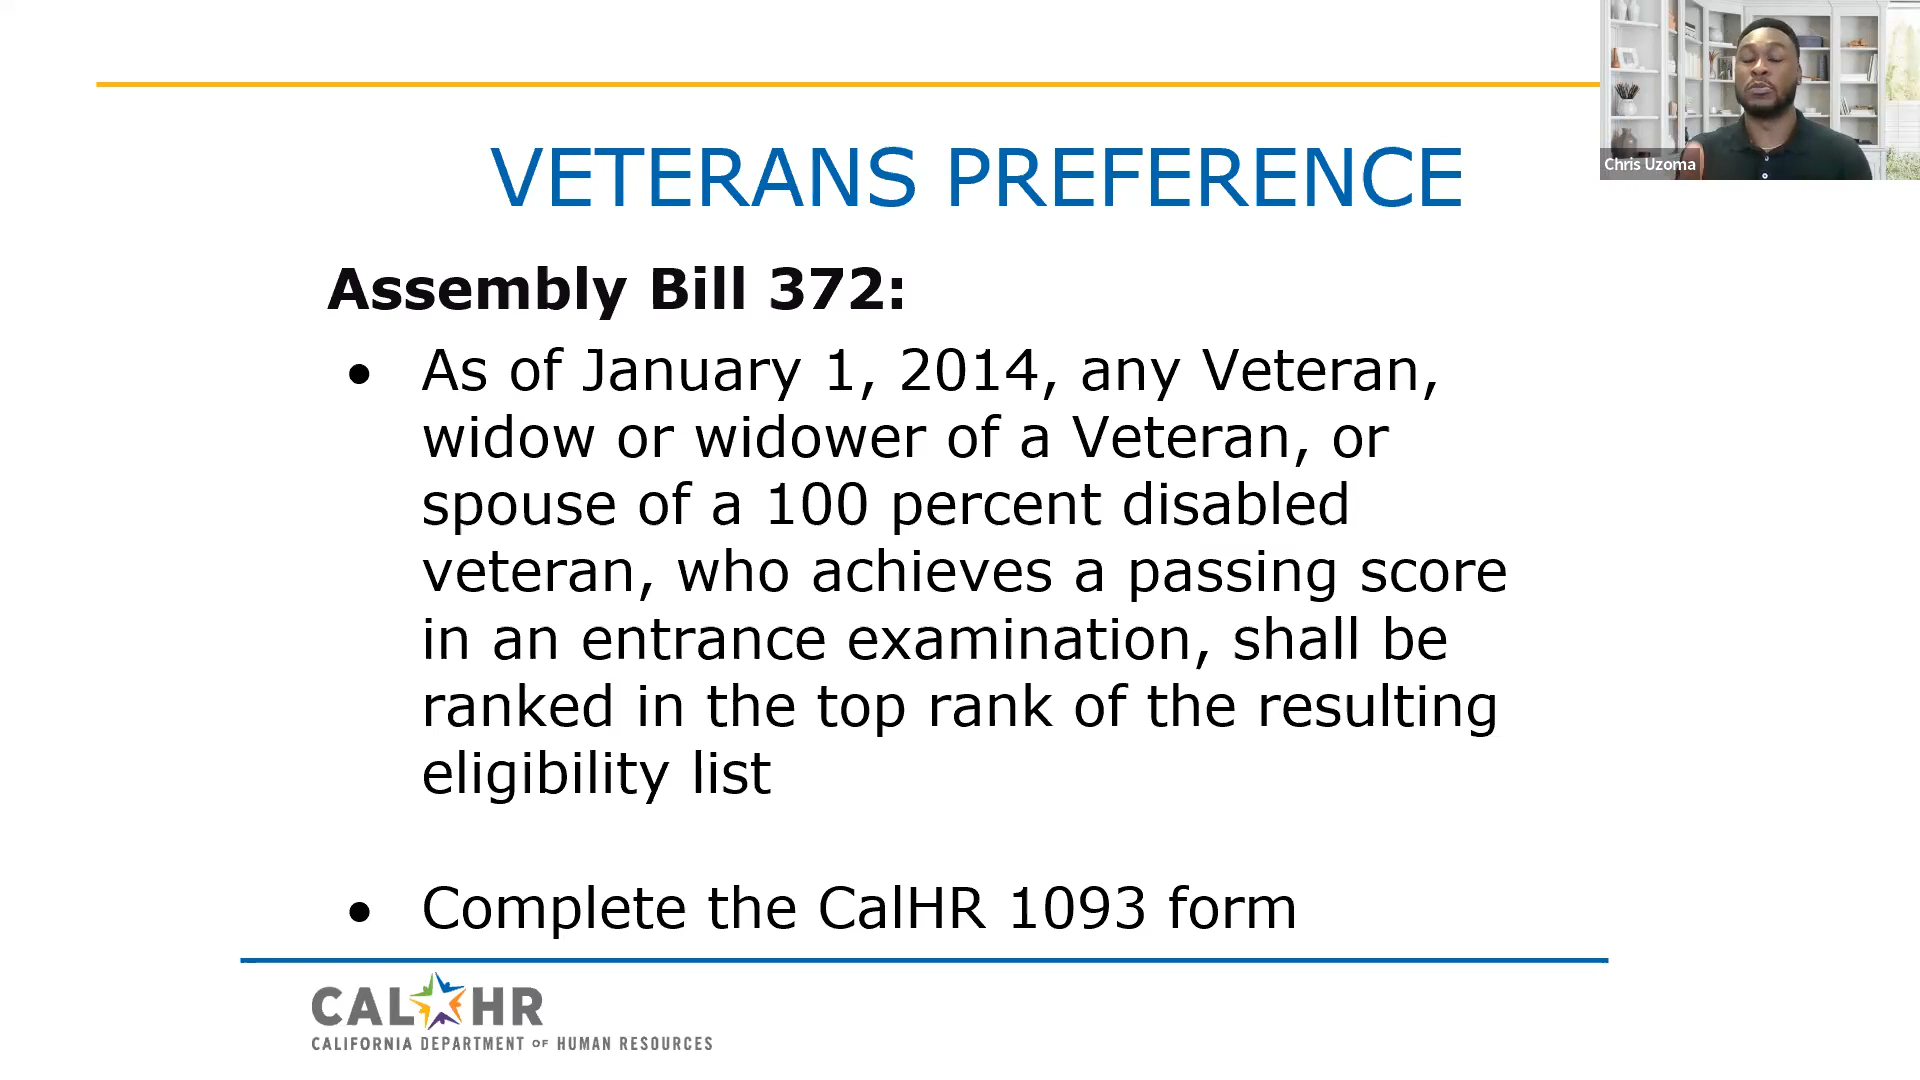 VETERANS PREFERENCE
Chris Uzoma
Assembly Bill 372:
• As of January 1, 2014, any Veteran,
widow or widower of a Veteran, or
spouse of a 100 percent disabled
veteran, who achieves a passing score
in an entrance examination, shall be
ranked in the top rank of the resulting
eligibility list
• Complete the CalHR 1093 form
CAL HR
CALIFORNIA DEPARTMENT OF HUMAN RESOURCES